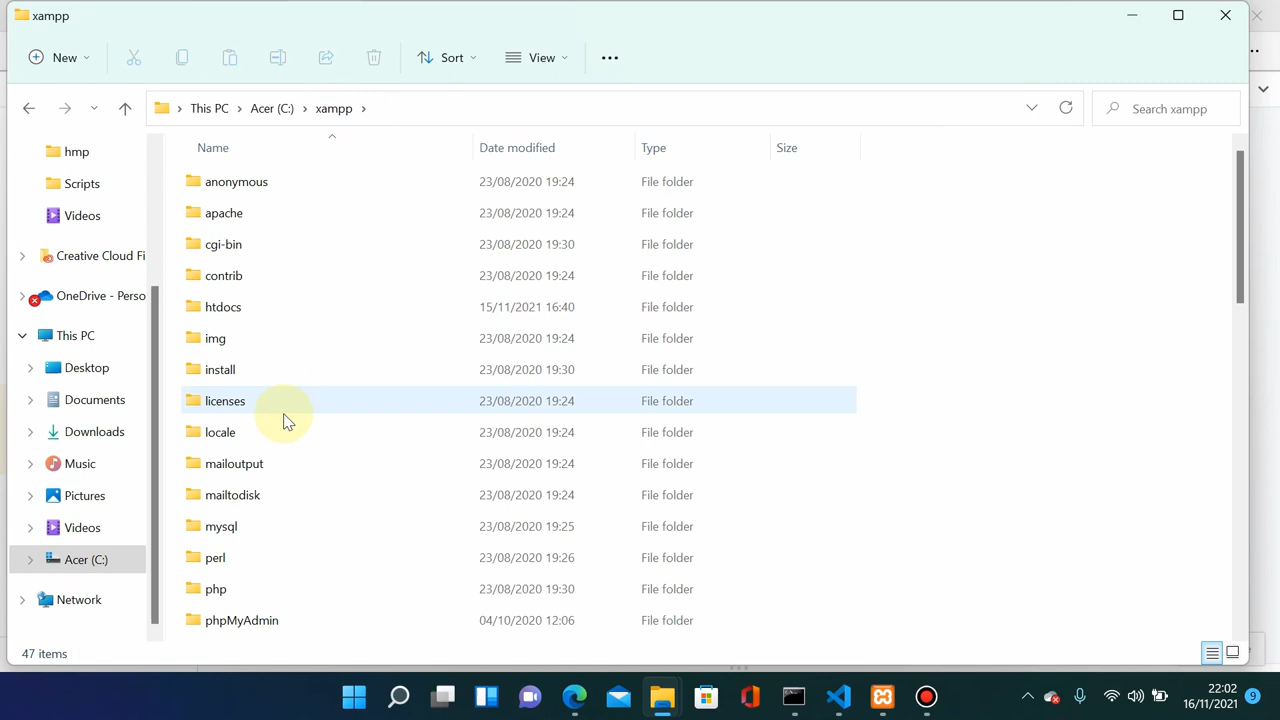 xampp
New
Sort
View
This PC
Acer (C:)
xampp
Search xampp
hmp
Scripts
Videos
Creative Cloud Fi
OneDrive - Perso
This PC
Desktop
Documents
Downloads
Music
Pictures
Videos
Acer (C:)
Network
Name Date modified Type Size
anonymous 23/08/2020 19:24 File folder
apache 23/08/2020 19:24 File folder
cgi-bin 23/08/2020 19:30 File folder
contrib 23/08/2020 19:24 File folder
htdocs 15/11/2021 16:40 File folder
img 23/08/2020 19:24 File folder
install 23/08/2020 19:30 File folder
licenses 23/08/2020 19:24 File folder
locale 23/08/2020 19:24 File folder
mailoutput 23/08/2020 19:24 File folder
mailtodisk 23/08/2020 19:24 File folder
mysql 23/08/2020 19:25 File folder
perl 23/08/2020 19:26 File folder
php 23/08/2020 19:30 File folder
phpMyAdmin 04/10/2020 12:06 File folder
47 items
22:02
16/11/2021
9